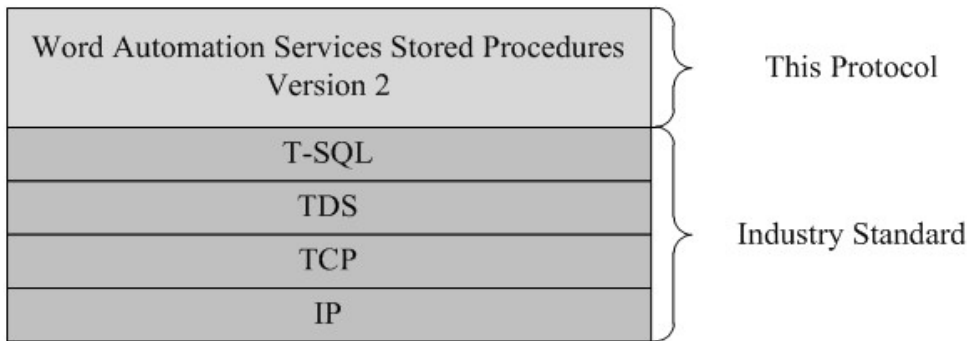 Word Automation Services Stored Procedures
Version 2
This Protocol
T-SQL
TDS
TCP
IP
Industry Standard